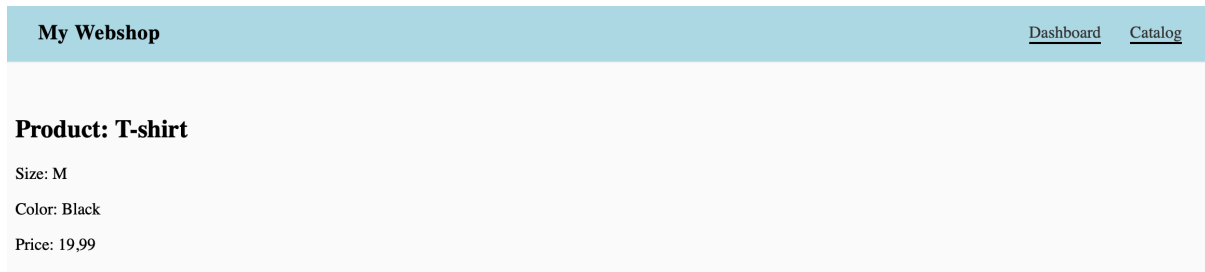 My Webshop Dashboard Catalog
Product: T-shirt
Size: M
Color: Black
Price: 19,99